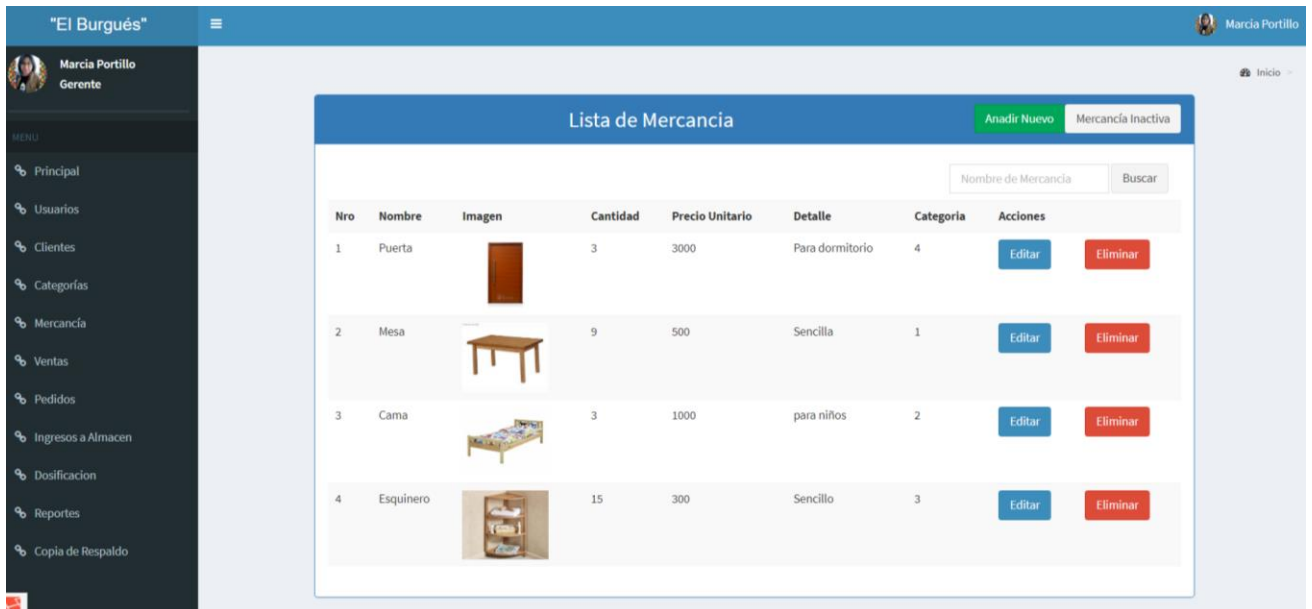 "El Burgués"
Marcia Portillo
Marcia Portillo
Gerente
Inicio
MENU
Principal
Usuarios
Clientes
Categorías
Mercancía
Ventas
Pedidos
Ingresos a Almacen
Dosificacion
Reportes
Copia de Respaldo
Lista de Mercancia
Anadir Nuevo Mercancía Inactiva
Nombre de Mercancia Buscar
Nro Nombre Imagen Cantidad Precio Unitario Detalle Categoria Acciones
1 Puerta 3 3000 Para dormitorio 4 Editar Eliminar
2 Mesa 9 500 Sencilla 1 Editar Eliminar
3 Cama 3 1000 para niños 2 Editar Eliminar
4 Esquinero 15 300 Sencillo 3 Editar Eliminar